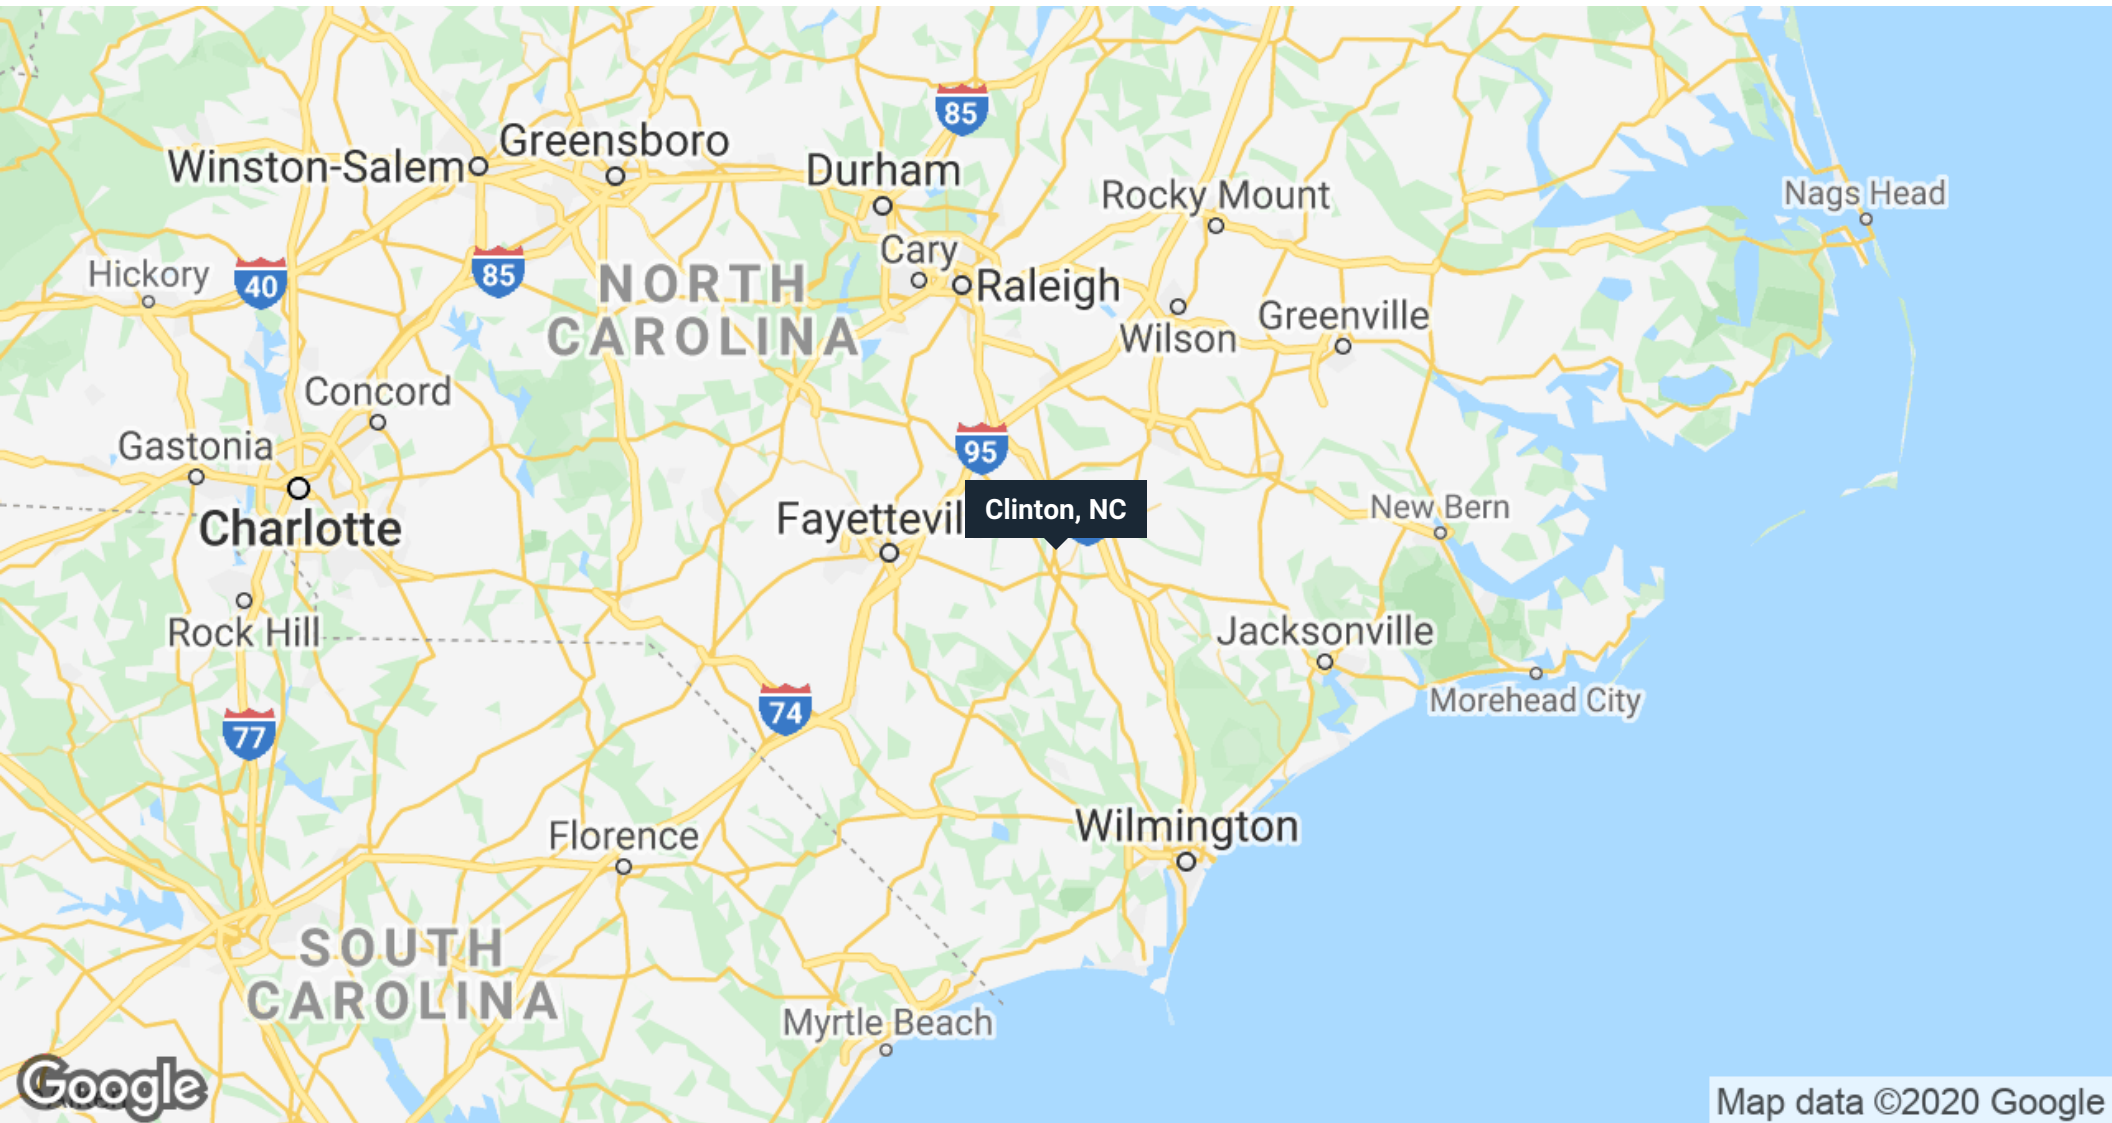 85
Greensboro
Winston-Salem
Durham
Rocky Mount
Nags Head
Cary
Hickory
40
85
NORTH
CAROLINA
Raleigh
Wilson
Greenville
Concord
Gastonia
95
Charlotte
Fayettevil
Clinton, NC
New Bern
Rock Hill
Jacksonville
Morehead City
77
74
Florence
Wilmington
SOUTH
CAROLINA
Myrtle Beach
Google
Map data ©2020 Google